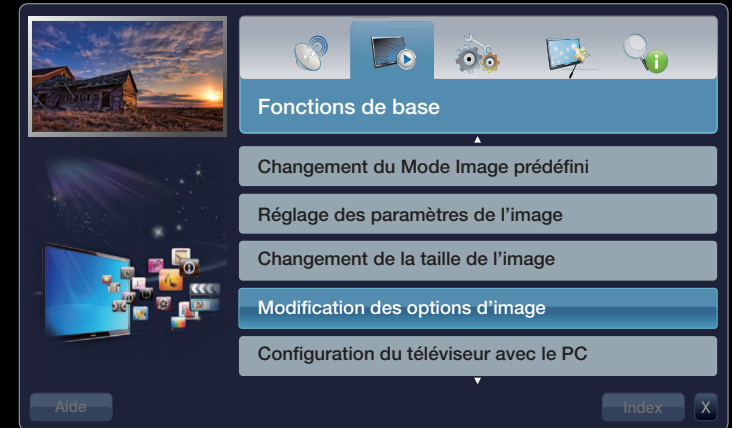 Fonctions de base
Changement du Mode Image prédéfini
Réglage des paramètres de l'image
Changement de la taille de l'image
Modification des options d'image
Configuration du téléviseur avec le PC
Aide
Index
X